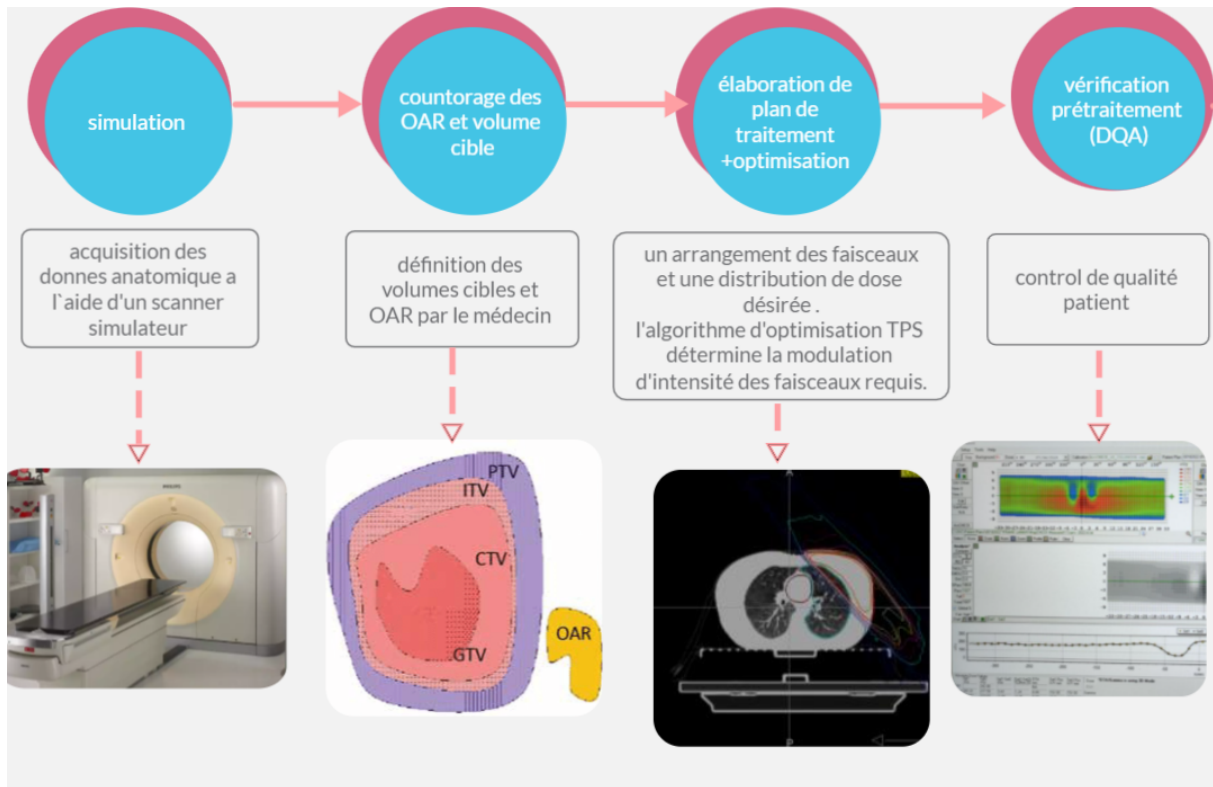 simulation
countorage des
OAR et volume
cible
élaboration de
plan de
traitement
+optimisation
vérification
prétraitement
(DQA)
acquisition des
donnes anatomique a
l`aide d'un scanner
simulateur
définition des
volumes cibles et
OAR par le médecin
un arrangement des faisceaux
et une distribution de dose
désirée .
l'algorithme d'optimisation TPS
détermine la modulation
d'intensité des faisceaux requis.
control de qualité
patient
PTV
ITV
CTV
GTV
OAR
A
P